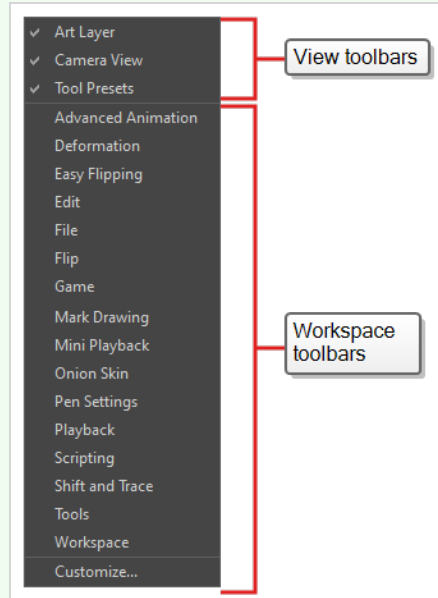 Art Layer
Camera View
Tool Presets
View toolbars
Advanced Animation
Deformation
Easy Flipping
Edit
File
Flip
Game
Mark Drawing
Mini Playback
Onion Skin
Pen Settings
Playback
Scripting
Shift and Trace
Tools
Workspace
Customize...
Workspace
toolbars